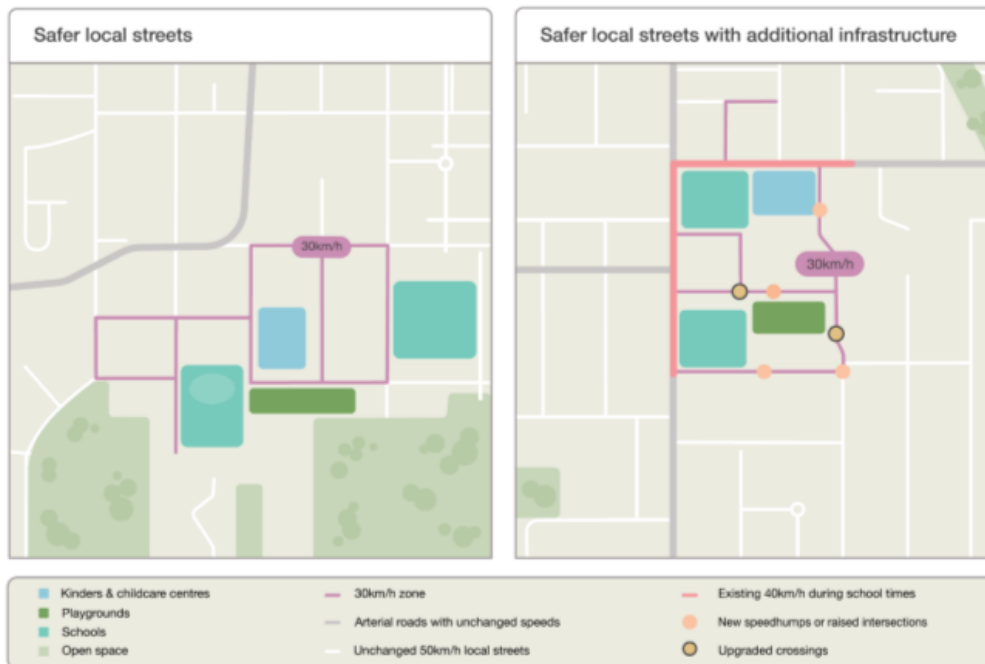 Safer local streets
Safer local streets with additional infrastructure
30km/h
30km/h
Kinders & childcare centres
Playgrounds
Schools
Open space
30km/h zone
Arterial roads with unchanged speeds
Unchanged 50km/h local streets
Existing 40km/h during school times
New speedhumps or raised intersections
Upgraded crossings